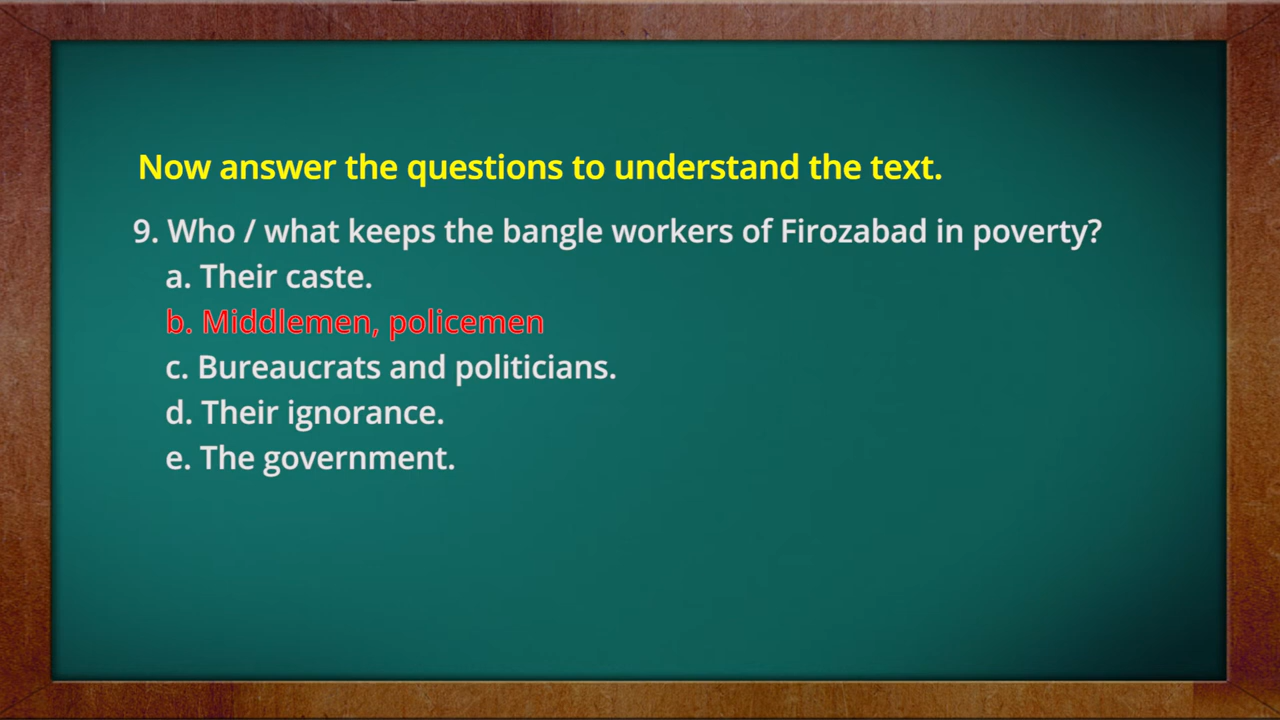 Now answer the questions to understand the text.
9. Who / what keeps the bangle workers of Firozabad in poverty?
a. Their caste.
b. Middlemen, policemen
c. Bureaucrats and politicians.
d. Their ignorance.
e. The government.